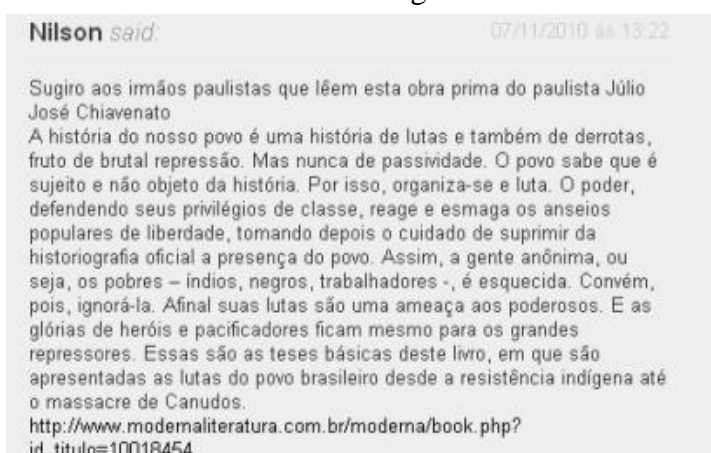 Nilson said: 07/11/2010 às 13:22
Sugiro aos irmãos paulistas que lêem esta obra prima do paulista Júlio
José Chiavenato
A história do nosso povo é uma história de lutas e também de derrotas,
fruto de brutal repressão. Mas nunca de passividade. O povo sabe que é
sujeito e não objeto da história. Por isso, organiza-se e luta. O poder,
defendendo seus privilégios de classe, reage e esmaga os anseios
populares de liberdade, tomando depois o cuidado de suprimir da
historiografia oficial a presença do povo. Assim, a gente anônima, ou
seja, os pobres – índios, negros, trabalhadores -, é esquecida. Convém,
pois, ignorá-la. Afinal suas lutas são uma ameaça aos poderosos. E as
glórias de heróis e pacificadores ficam mesmo para os grandes
repressores. Essas são as teses básicas deste livro, em que são
apresentadas as lutas do povo brasileiro desde a resistência indígena até
o massacre de Canudos.
http://www.modernaliteratura.com.br/moderna/book.php?
id_titulo=10018454